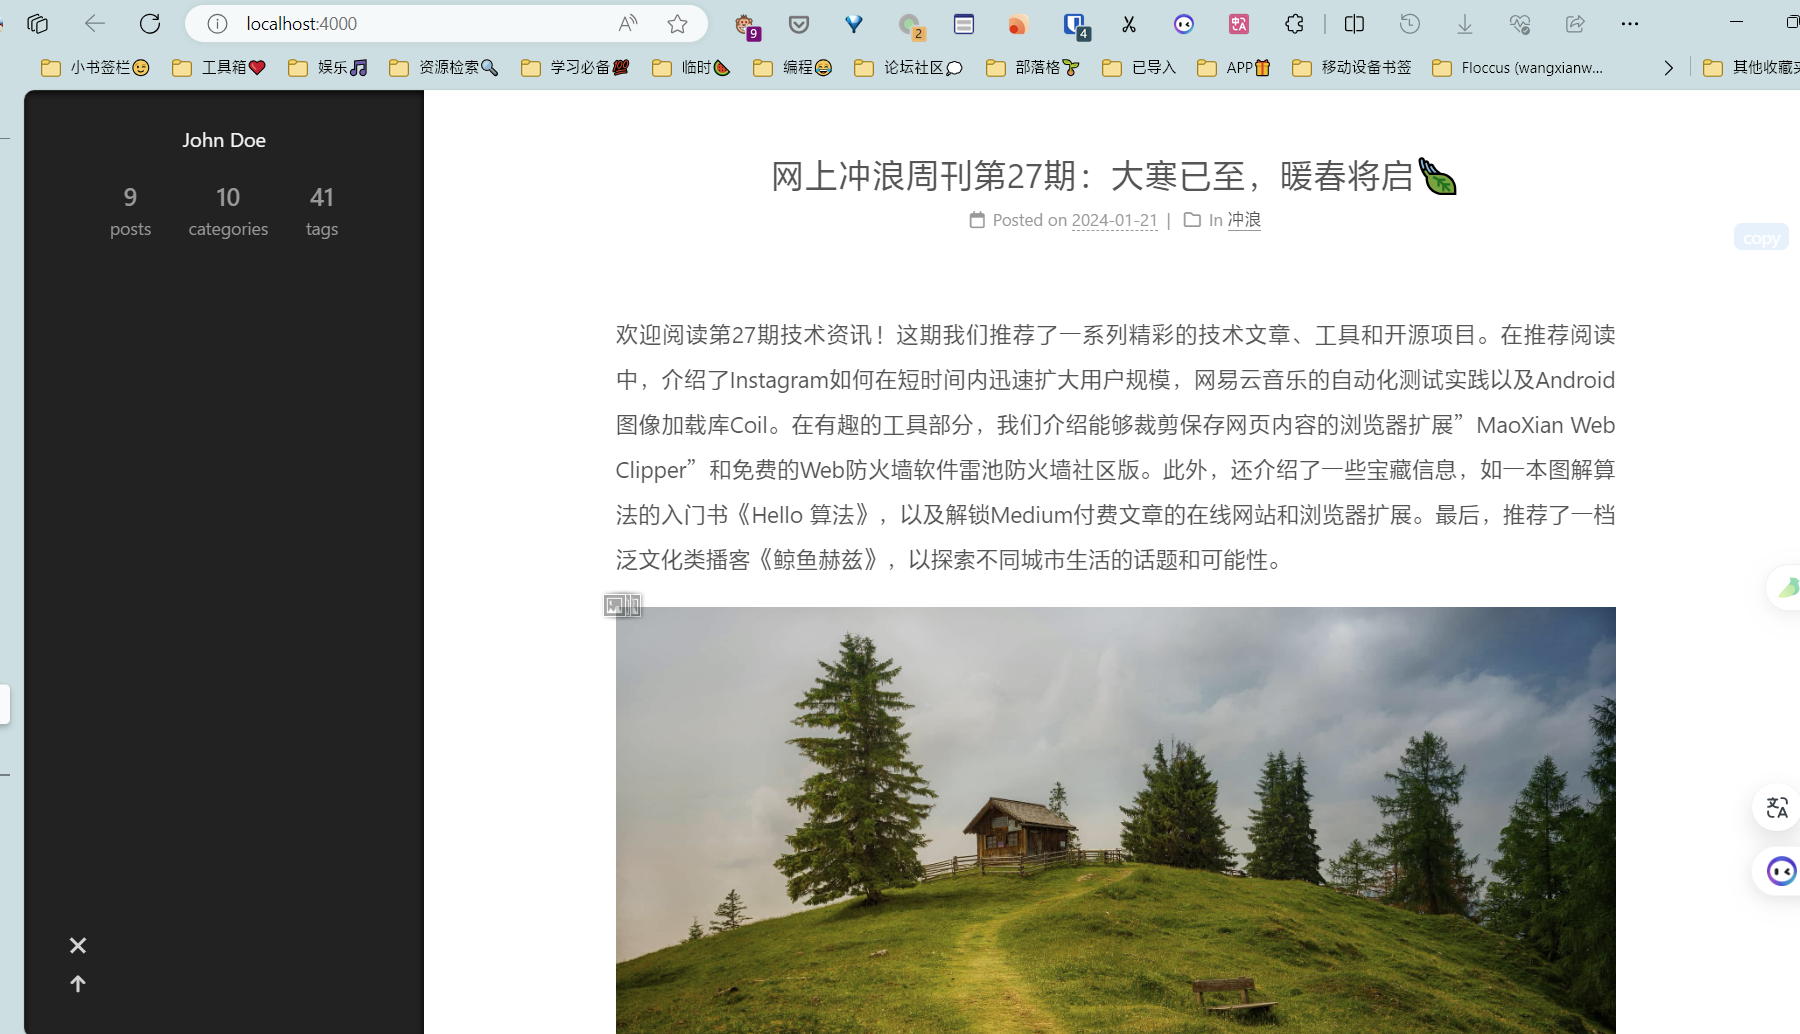 localhost:4000
9
2
4
小书签栏
工具箱
娱乐
资源检索
学习必备
临时
编程
论坛社区
部落格
已导入
APP
移动设备书签
Floccus (wangxianw...
其他收藏
John Doe
9
posts
10
categories
41
tags
网上冲浪周刊第27期：大寒已至，暖春将启
Posted on 2024-01-21 | In 冲浪
copy
欢迎阅读第27期技术资讯！这期我们推荐了一系列精彩的技术文章、工具和开源项目。在推荐阅读
中，介绍了Instagram如何在短时间内迅速扩大用户规模，网易云音乐的自动化测试实践以及Android
图像加载库Coil。在有趣的工具部分，我们介绍能够裁剪保存网页内容的浏览器扩展”MaoXian Web
Clipper”和免费的Web防火墙软件雷池防火墙社区版。此外，还介绍了一些宝藏信息，如一本图解算
法的入门书《Hello 算法》，以及解锁Medium付费文章的在线网站和浏览器扩展。最后，推荐了一档
泛文化类播客《鲸鱼赫兹》，以探索不同城市生活的话题和可能性。